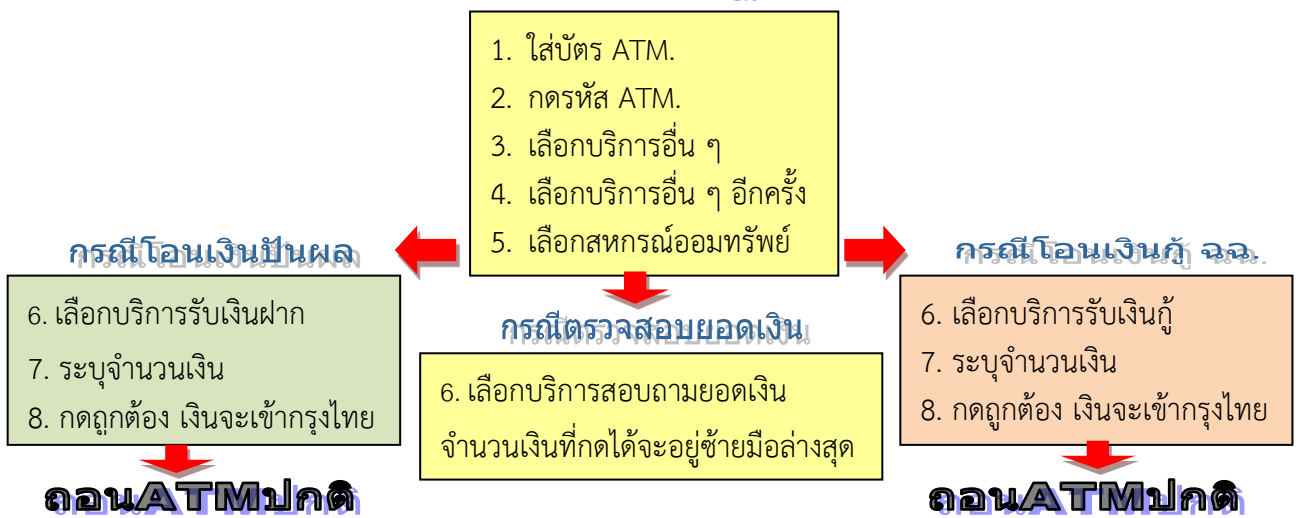 1. ใส่บัตร ATM.
2. กดรหัส ATM.
3. เลือกบริการอื่น ๆ
4. เลือกบริการอื่น ๆ อีกครั้ง
5. เลือกสหกรณ์ออมทรัพย์
กรณีโอนเงินปันผล
6. เลือกบริการรับเงินฝาก
7. ระบุจำนวนเงิน
8. กดถูกต้อง เงินจะเข้ากรุงไทย
ถอนATMปกติ
กรณีตรวจสอบยอดเงิน
6. เลือกบริการสอบถามยอดเงิน
จำนวนเงินที่กดได้จะอยู่ซ้ายมือล่างสุด
กรณีโอนเงินกู้ ฉฉ.
6. เลือกบริการรับเงินกู้
7. ระบุจำนวนเงิน
8. กดถูกต้อง เงินจะเข้ากรุงไทย
ถอนATMปกติ